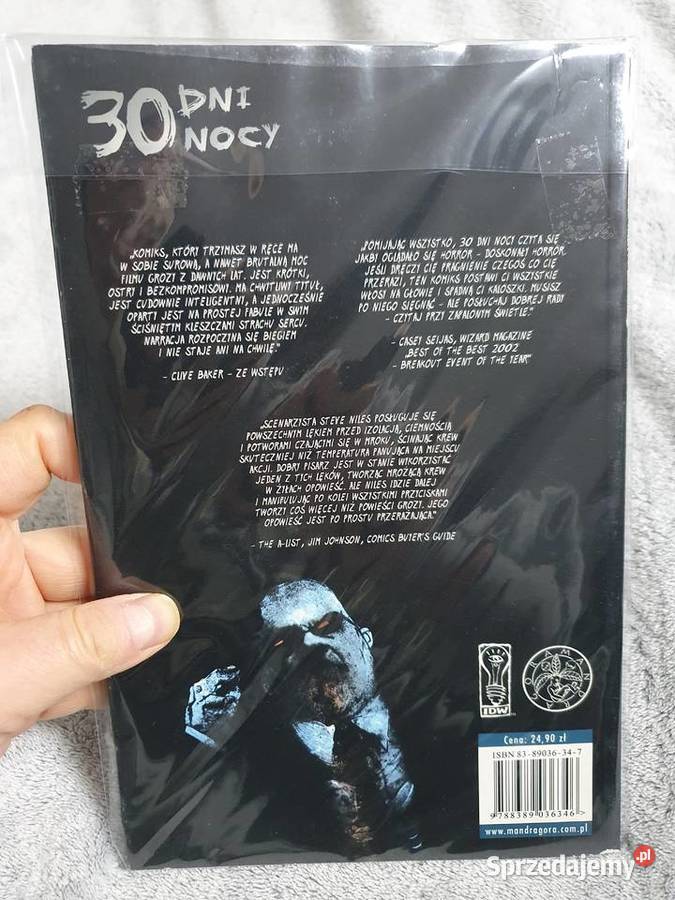 30 DNI
NOCY
„KOMIKS, KTÓRY TRZYMASZ W RĘCE MA
W SOBIE SUROWĄ, A NAWET BRUTALNĄ MOC
FILMU GROZY Z DAWNYCH LAT. JEST KRÓTKI,
OSTRY I BEZKOMPROMISOWY. MA CHWYTLIWY TYTUŁ,
JEST CUDOWNIE INTELIGENTNY, A JEDNOCZEŚNIE
OPARTY JEST NA PROSTEJ FABULE W SWYM
ŚCIŚNIĘTYM KLESZCZAMI STRACHU SERCU.
NARRACJA ROZPOCZYNA SIĘ BIEGIEM
I NIE STAJE ANI NA CHWILĘ."
- CLIVE BAKER - ZE WSTĘPU
„POMIJAJĄC WSZYSTKO, 30 DNI NOCY CZYTA SIĘ
JAKBY OGLĄDAŁO SIĘ HORROR - DOSKONAŁY HORROR.
JEŚLI DRĘCZY CIĘ PRAGNIENIE CZEGOŚ CO CIĘ
PRZERAZI, TEN KOMIKS POSTAWI CI WSZYSTKIE
WŁOSY NA GŁOWIE I SPADNĄ CI KALOSZKI. MUSISZ
PO NIEGO SIĘGNĄĆ - ALE POSŁUCHAJ DOBREJ RADY
- CZYTAJ PRZY ZAPALONYM ŚWIETLE."
- CASEY SEIJAS, WIZARD MAGAZINE
„BEST OF THE BEST 2002
- BREAKOUT EVENT OF THE YEAR"
„SCENARZYSTA STEVE NILES POSŁUGUJE SIĘ
POWSZECHNYM LĘKIEM PRZED IZOLACJĄ, CIEMNOŚCIĄ
I POTWORAMI CZAJĄCYMI SIĘ W MROKU, ŚCINAJĄC KREW
SKUTECZNIEJ NIŻ TEMPERATURA PANUJĄCA NA MIEJSCU
AKCJI. DOBRY PISARZ JEST W STANIE WYKORZYSTAĆ
JEDEN Z TYCH LĘKÓW, TWORZĄC MROŻĄCĄ KREW
W ŻYŁACH OPOWIEŚĆ. ALE NILES IDZIE DALEJ
I MANIPULUJĄC PO KOLEI WSZYSTKIMI PRZYCISKAMI
TWORZY COŚ WIĘCEJ NIŻ POWIEŚCI GROZY. JEGO
OPOWIEŚĆ JEST PO PROSTU PRZERAŻAJĄCA."
- THE A-LIST, JIM JOHNSON, COMICS BUYER'S GUIDE
IDW
MANDRAGORA
Cena: 24,90 zł
ISBN 83-89036-34-7
9788389036346>
www.mandragora.com.pl
Sprzedajemy.pl